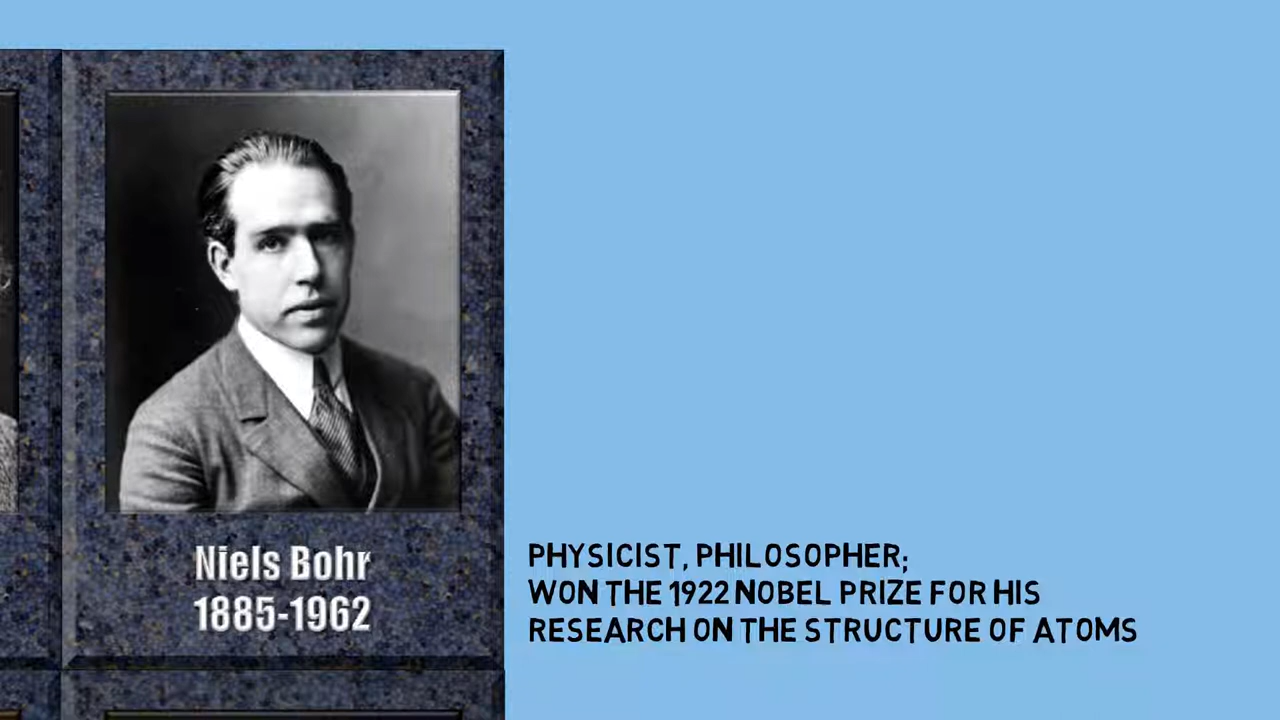 Niels Bohr
1885-1962
PHYSICIST, PHILOSOPHER;
WON THE 1922 NOBEL PRIZE FOR HIS
RESEARCH ON THE STRUCTURE OF ATOMS